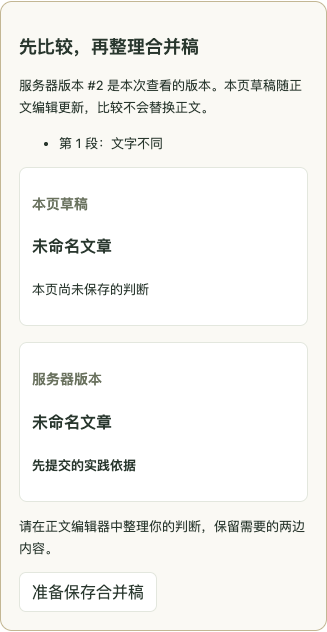 先比较，再整理合并稿
服务器版本 #2 是本次查看的版本。本页草稿随正
文编辑更新，比较不会替换正文。
• 第 1 段：文字不同
本页草稿
未命名文章
本页尚未保存的判断
服务器版本
未命名文章
先提交的实践依据
请在正文编辑器中整理你的判断，保留需要的两边
内容。
准备保存合并稿